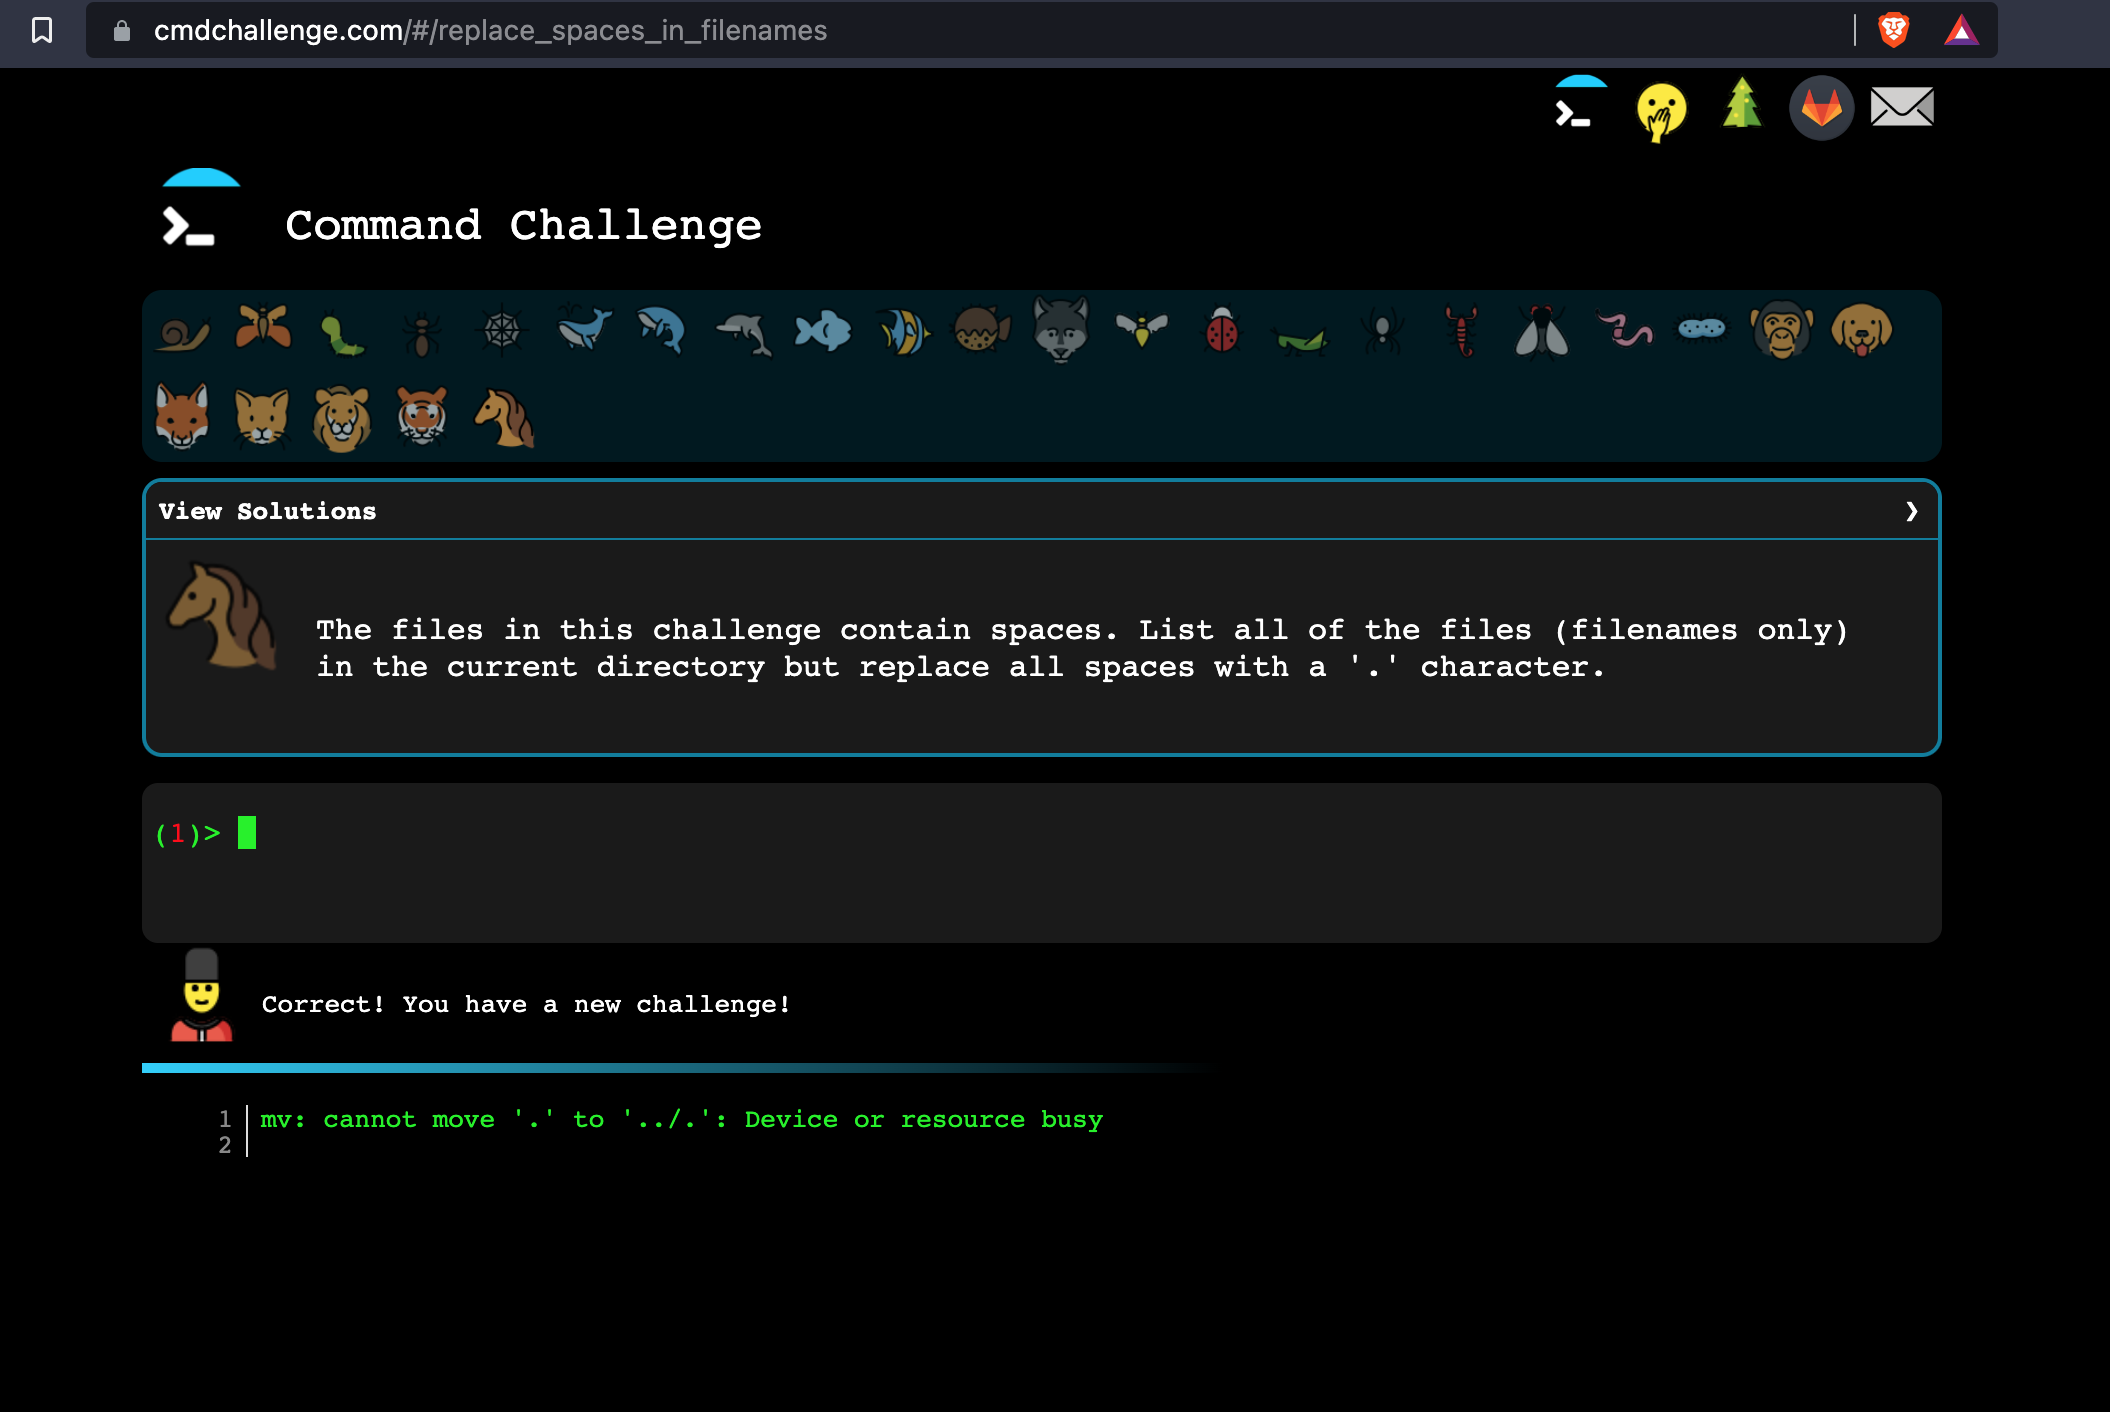 cmdchallenge.com/#/replace_spaces_in_filenames
Command Challenge
View Solutions
The files in this challenge contain spaces. List all of the files (filenames only)
in the current directory but replace all spaces with a '.' character.
(1)>
Correct! You have a new challenge!
1 mv: cannot move '.' to '../.': Device or resource busy
2